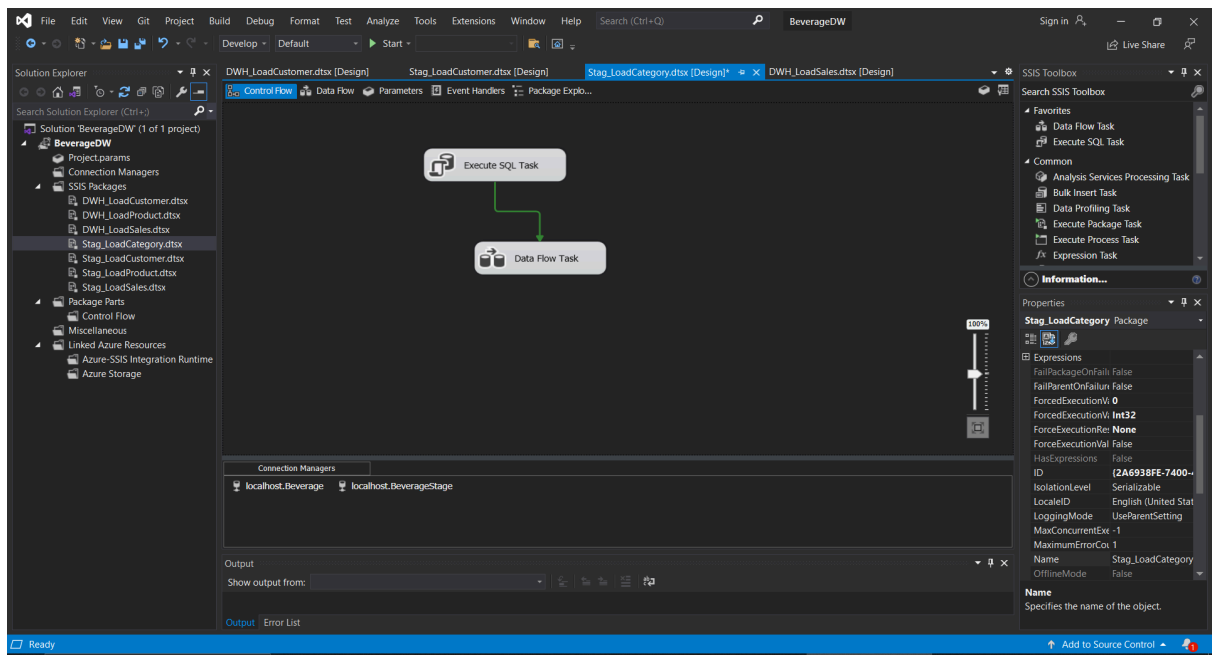 File Edit View Git Project Build Debug Format Test Analyze Tools Extensions Window Help Search (Ctrl+Q) BeverageDW Sign in
Develop Default Start Live Share
Solution Explorer
Search Solution Explorer (Ctrl+;)
Solution 'BeverageDW' (1 of 1 project)
BeverageDW
Project.params
Connection Managers
SSIS Packages
DWH_LoadCustomer.dtsx
DWH_LoadProduct.dtsx
DWH_LoadSales.dtsx
Stag_LoadCategory.dtsx
Stag_LoadCustomer.dtsx
Stag_LoadProduct.dtsx
Stag_LoadSales.dtsx
Package Parts
Control Flow
Miscellaneous
Linked Azure Resources
Azure-SSIS Integration Runtime
Azure Storage
DWH_LoadCustomer.dtsx [Design] Stag_LoadCustomer.dtsx [Design] Stag_LoadCategory.dtsx [Design]* DWH_LoadSales.dtsx [Design]
Control Flow Data Flow Parameters Event Handlers Package Explo...
Execute SQL Task
Data Flow Task
100%
Connection Managers
localhost.Beverage localhost.BeverageStage
Output
Show output from:
Output Error List
SSIS Toolbox
Search SSIS Toolbox
Favorites
Data Flow Task
Execute SQL Task
Common
Analysis Services Processing Task
Bulk Insert Task
Data Profiling Task
Execute Package Task
Execute Process Task
Expression Task
Information...
Properties
Stag_LoadCategory Package
Expressions
FailPackageOnFail False
FailParentOnFailur False
ForcedExecutionV 0
ForcedExecutionV Int32
ForceExecutionRe None
ForceExecutionVal False
HasExpressions False
ID {2A6938FE-7400-
IsolationLevel Serializable
LocaleID English (United Stat
LoggingMode UseParentSetting
MaxConcurrentExe -1
MaximumErrorCou 1
Name Stag_LoadCategory
OfflineMode False
Name
Specifies the name of the object.
Ready Add to Source Control 1